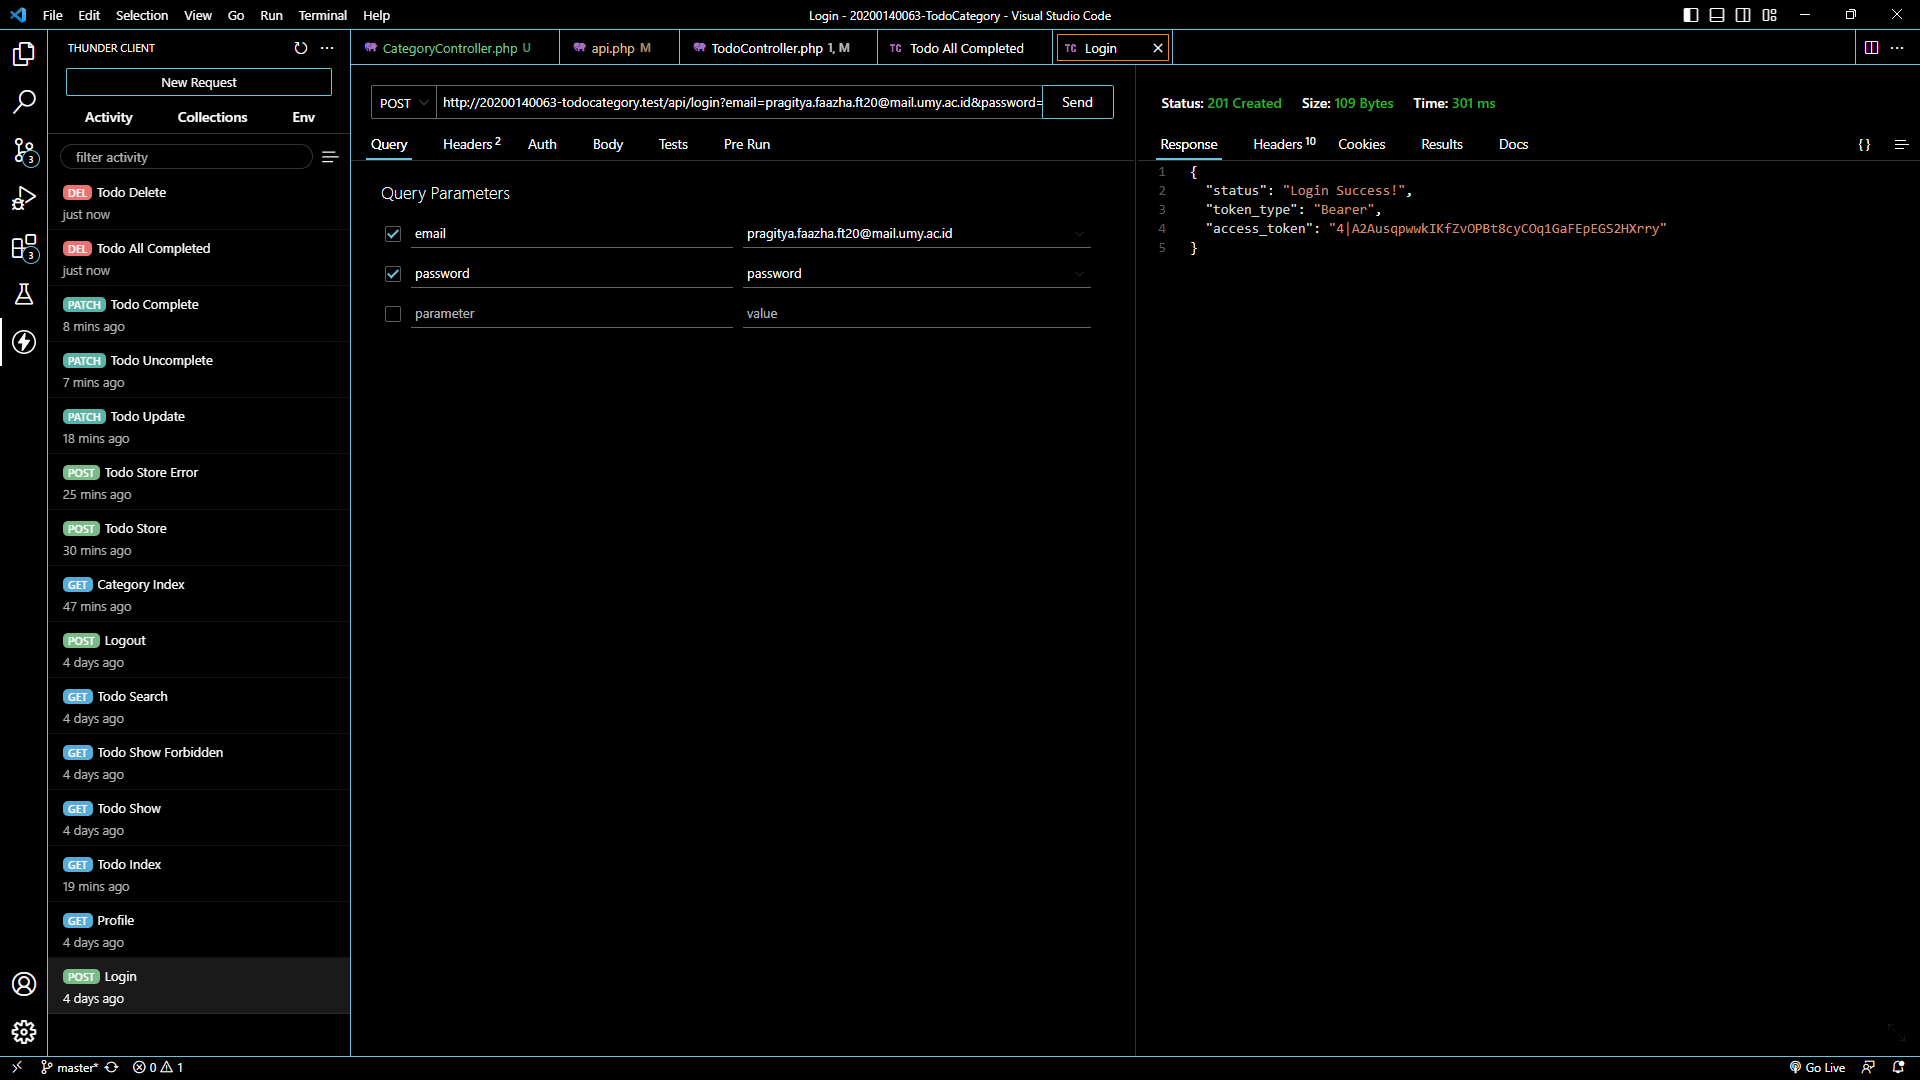 File Edit Selection View Go Run Terminal Help
Login - 20200140063-TodoCategory - Visual Studio Code
THUNDER CLIENT
New Request
Activity Collections Env
filter activity
DEL Todo Delete
just now
DEL Todo All Completed
just now
PATCH Todo Complete
8 mins ago
PATCH Todo Uncomplete
7 mins ago
PATCH Todo Update
18 mins ago
POST Todo Store Error
25 mins ago
POST Todo Store
30 mins ago
GET Category Index
47 mins ago
POST Logout
4 days ago
GET Todo Search
4 days ago
GET Todo Show Forbidden
4 days ago
GET Todo Show
4 days ago
GET Todo Index
19 mins ago
GET Profile
4 days ago
POST Login
4 days ago
CategoryController.php U
api.php M
TodoController.php 1, M
TC Todo All Completed
TC Login
POST http://20200140063-todocategory.test/api/login?email=pragitya.faazha.ft20@mail.umy.ac.id&password= Send
Query Headers 2 Auth Body Tests Pre Run
Query Parameters
email pragitya.faazha.ft20@mail.umy.ac.id
password password
parameter value
Status: 201 Created Size: 109 Bytes Time: 301 ms
Response Headers 10 Cookies Results Docs {}
1 {
2 "status": "Login Success!",
3 "token_type": "Bearer",
4 "access_token": "4|A2AusqpwwkIKfZvOPBt8cyCOq1GaFEpEGS2HXrry"
5 }
3
3
master* 0 1
Go Live